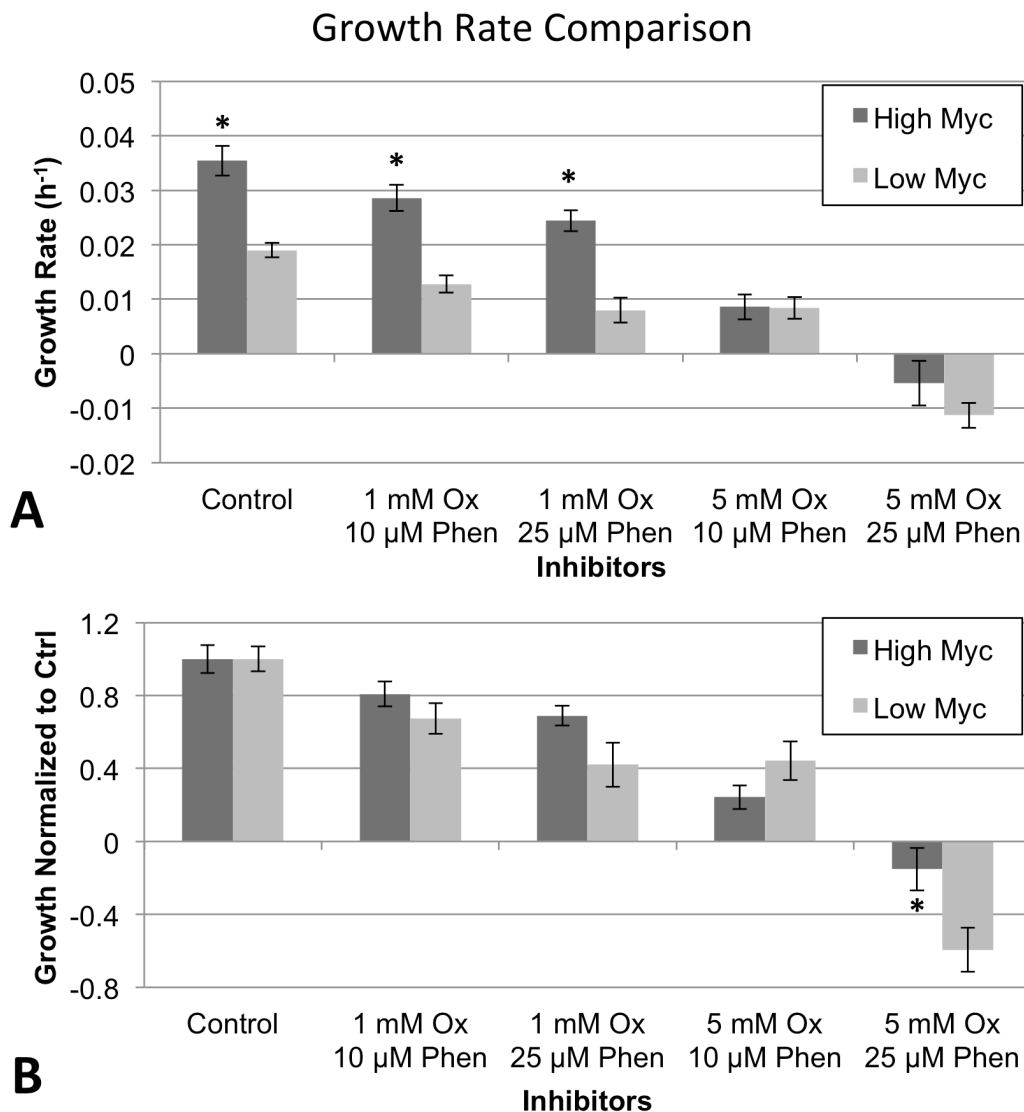 Growth Rate Comparison
0.05
0.04
0.03
0.02
0.01
0
-0.01
-0.02
Growth Rate (h-1)
High Myc
Low Myc
*
*
*
Control
1 mM Ox
10 µM Phen
1 mM Ox
25 µM Phen
5 mM Ox
10 µM Phen
5 mM Ox
25 µM Phen
Inhibitors
A
1.2
0.8
0.4
0
-0.4
-0.8
Growth Normalized to Ctrl
High Myc
Low Myc
*
Control
1 mM Ox
10 µM Phen
1 mM Ox
25 µM Phen
5 mM Ox
10 µM Phen
5 mM Ox
25 µM Phen
Inhibitors
B